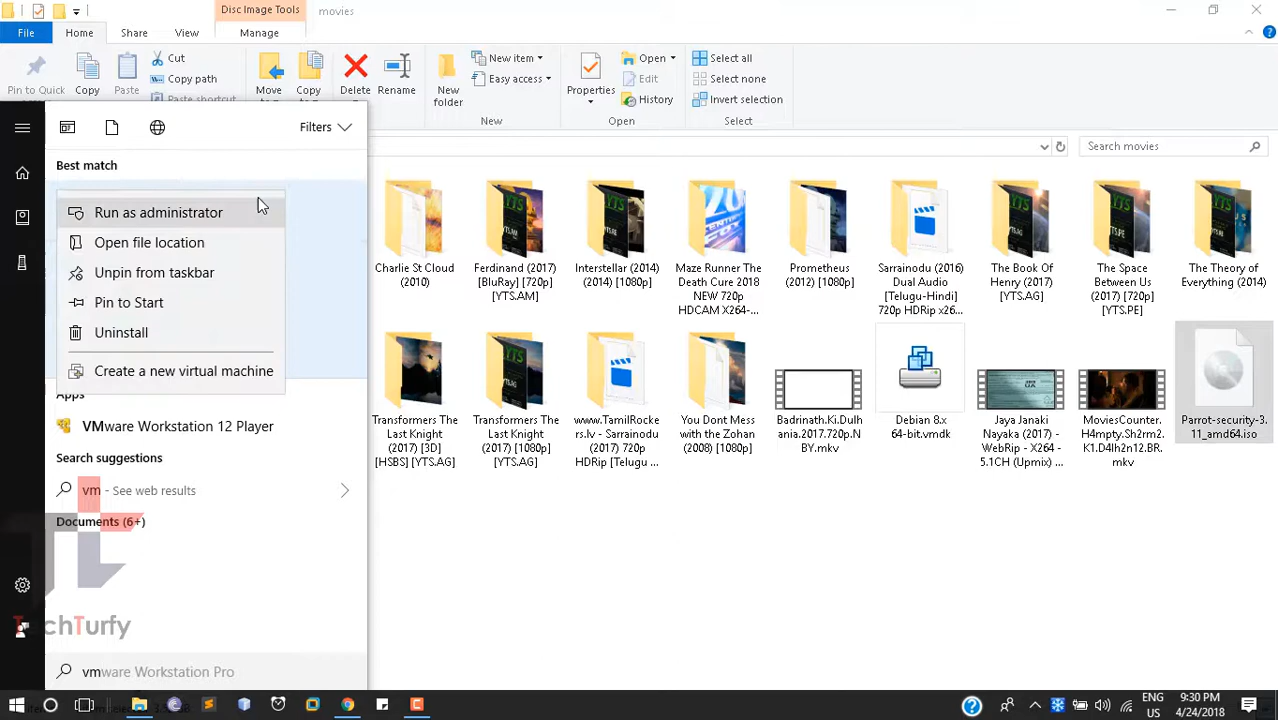 Disc Image Tools
movies
File
Home
Share
View
Manage
Pin to Quick
Copy
Paste
Cut
Copy path
Paste shortcut
Move
Copy
to
Delete
Rename
New
folder
New item
Easy access
New
Properties
Open
Edit
History
Open
Select all
Select none
Invert selection
Select
Search movies
Filters
Best match
Run as administrator
Open file location
Unpin from taskbar
Pin to Start
Uninstall
Create a new virtual machine
Apps
VMware Workstation 12 Player
Search suggestions
vm - See web results
Documents (6+)
TechTurfy
vmware Workstation Pro
Charlie St Cloud
(2010)
Ferdinand (2017)
[BluRay] [YTS.AM]
Interstellar (2014)
(2014) [1080p]
Maze Runner The
Death Cure 2018
NEW 720p
HDCAM X264-...
Prometheus
(2012) [1080p]
Sarrainodu (2016)
Dual Audio
[Telugu-Hindi]
720p HDRip x26...
The Book Of
Henry (2017)
[YTS.AG]
The Space
Between Us
(2017) [720p]
[YTS.PE]
The Theory of
Everything (2014)
Transformers The
Last Knight
(2017) [3D]
[HSBS] [YTS.AG]
Transformers The
Last Knight
(2017) [1080p]
[YTS.AG]
www.TamilRocke
rs.lv - Sarrainodu
(2017) 720p
HDRip [Telugu ...
You Dont Mess
with the Zohan
(2008) [1080p]
Badrinath.Ki.Dulh
ania.2017.720p.N
BY.mkv
Debian 8.x
64-bit.vmdk
Jaya Janaki
Nayaka (2017) -
WebRip - X264 -
5.1CH (Upmix) ...
MoviesCounter.
H4mpty.Sh2rm2.
K1.D4lh2n12.BR.
mkv
Parrot-security-3.
11_amd64.iso
ENG
US
9:30 PM
4/24/2018